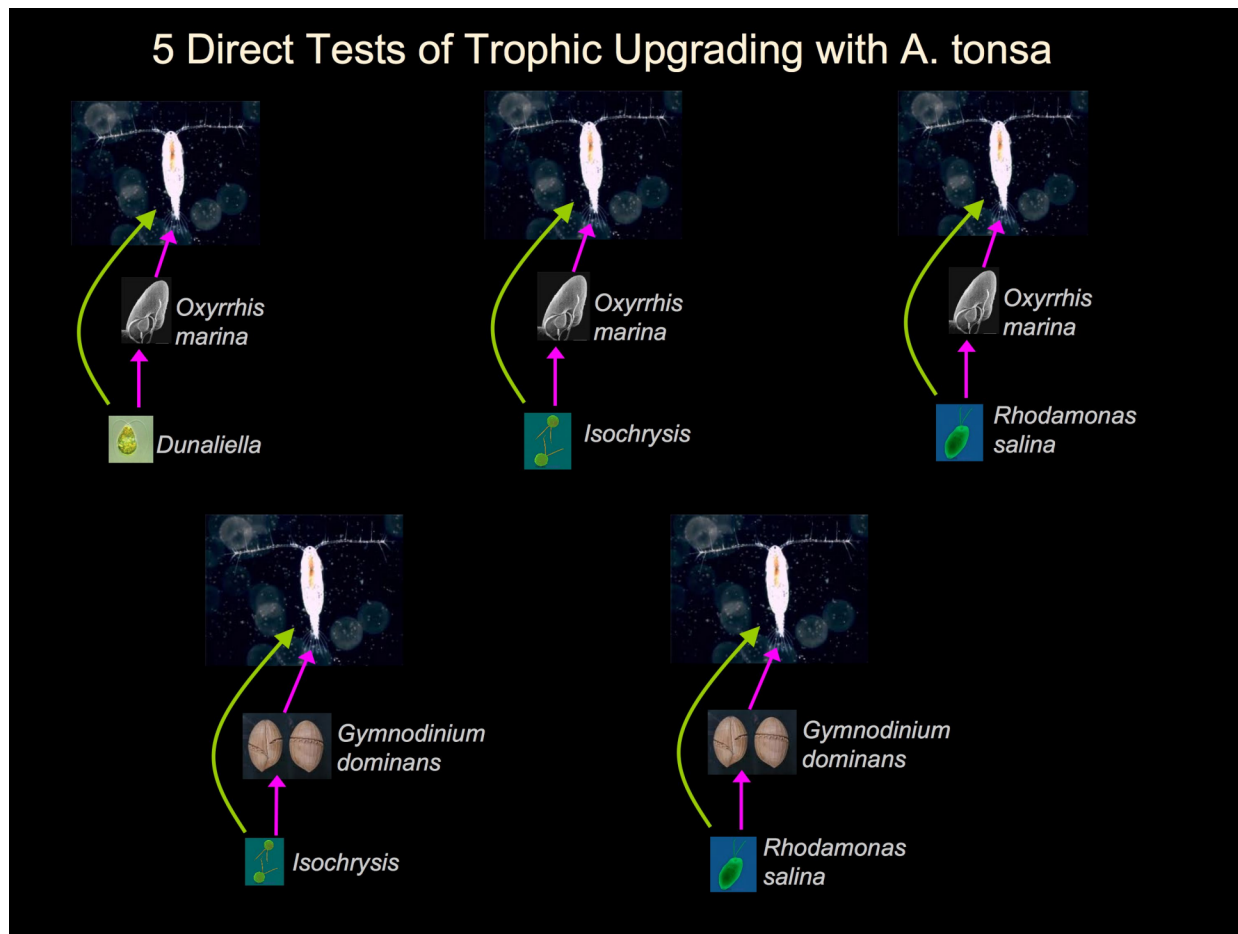 5 Direct Tests of Trophic Upgrading with A. tonsa
Oxyrrhis
marina
Dunaliella
Oxyrrhis
marina
Isochrysis
Oxyrrhis
marina
Rhodamonas
salina
Gymnodinium
dominans
Isochrysis
Gymnodinium
dominans
Rhodamonas
salina